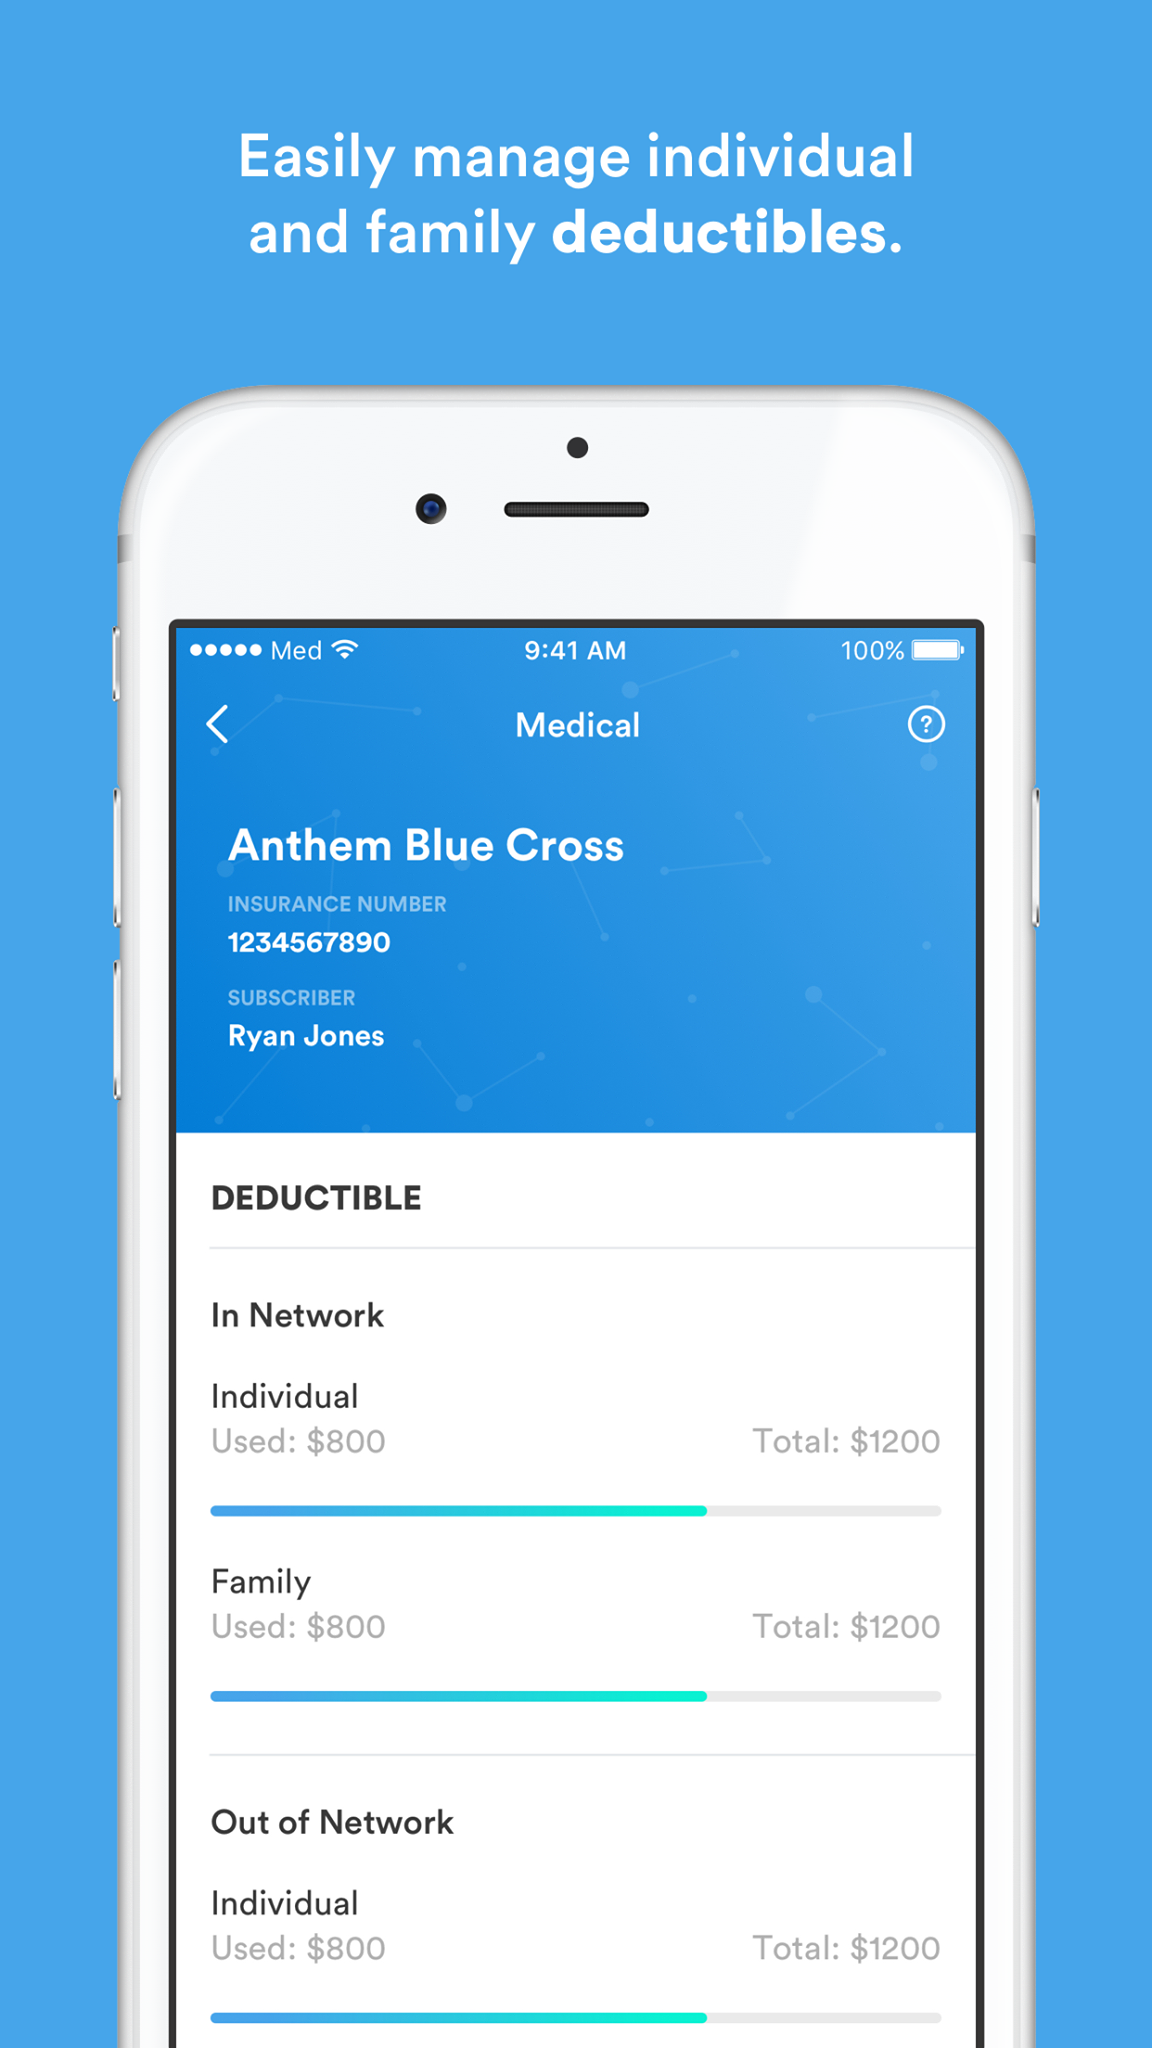 Easily manage individual
and family deductibles.
Med 9:41 AM 100%
Medical ?
Anthem Blue Cross
INSURANCE NUMBER
1234567890
SUBSCRIBER
Ryan Jones
DEDUCTIBLE
In Network
Individual
Used: $800 Total: $1200
Family
Used: $800 Total: $1200
Out of Network
Individual
Used: $800 Total: $1200